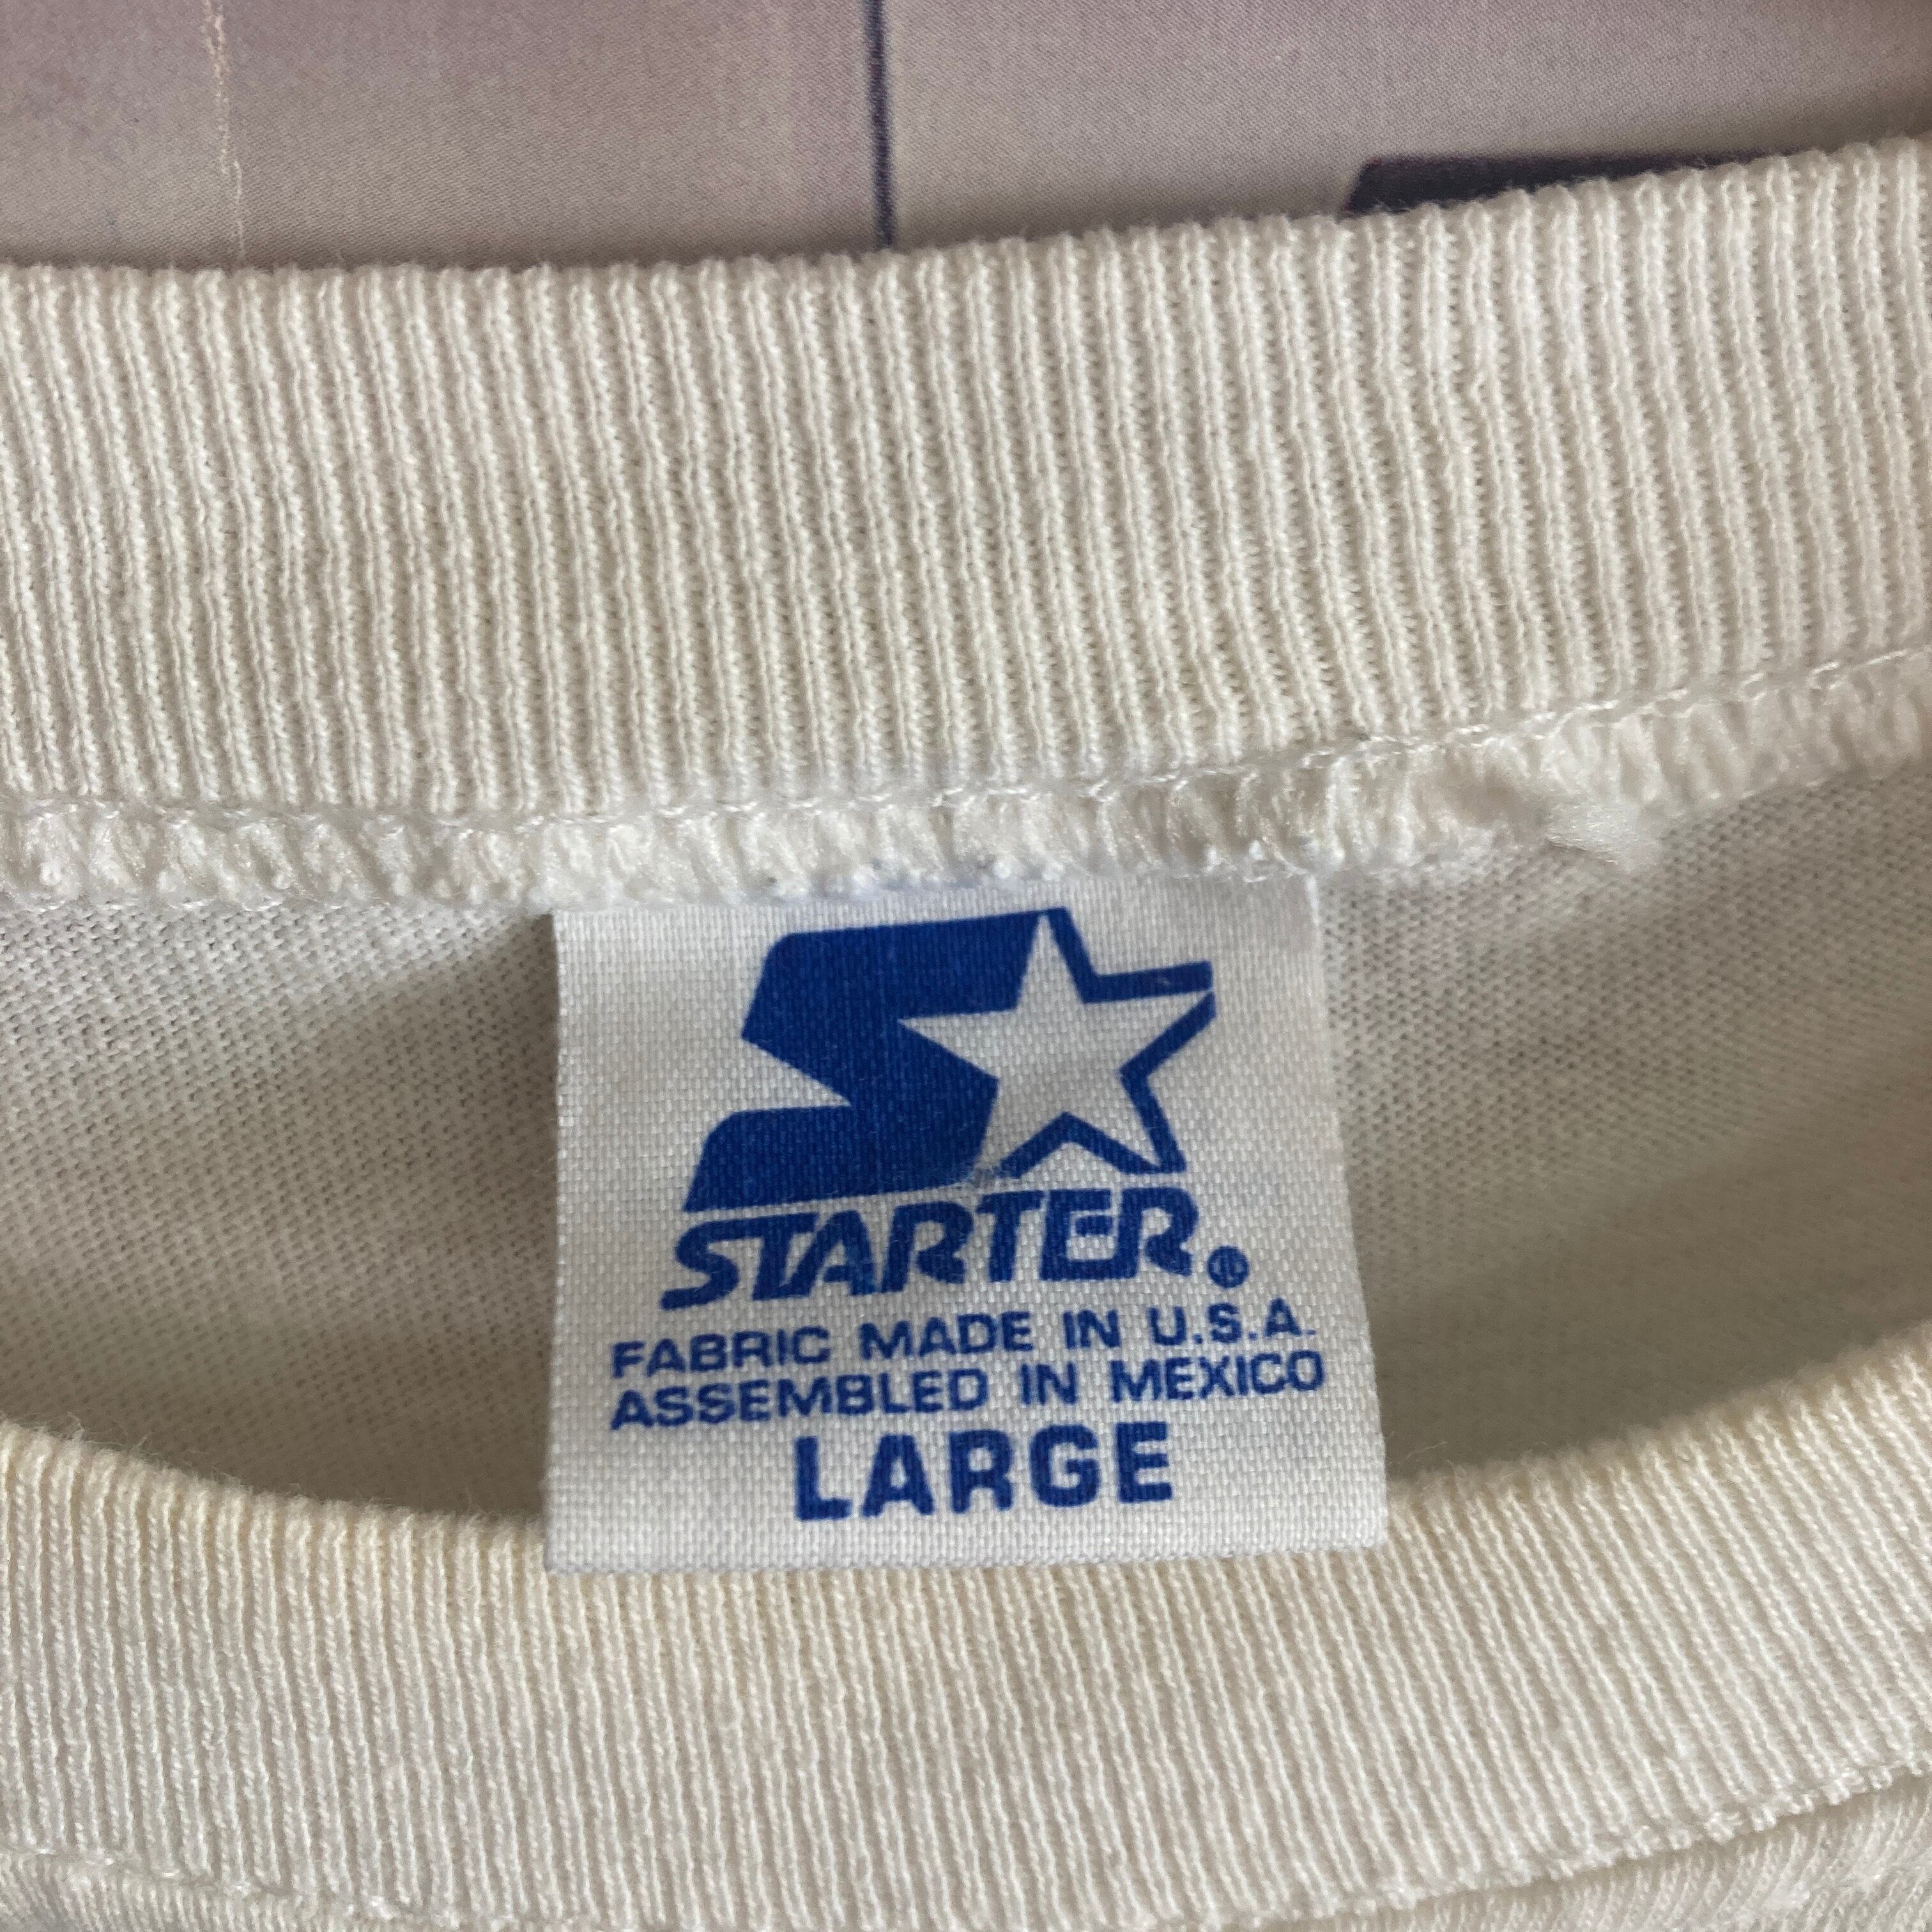 STARTER®
FABRIC MADE IN U.S.A.
ASSEMBLED IN MEXICO
LARGE